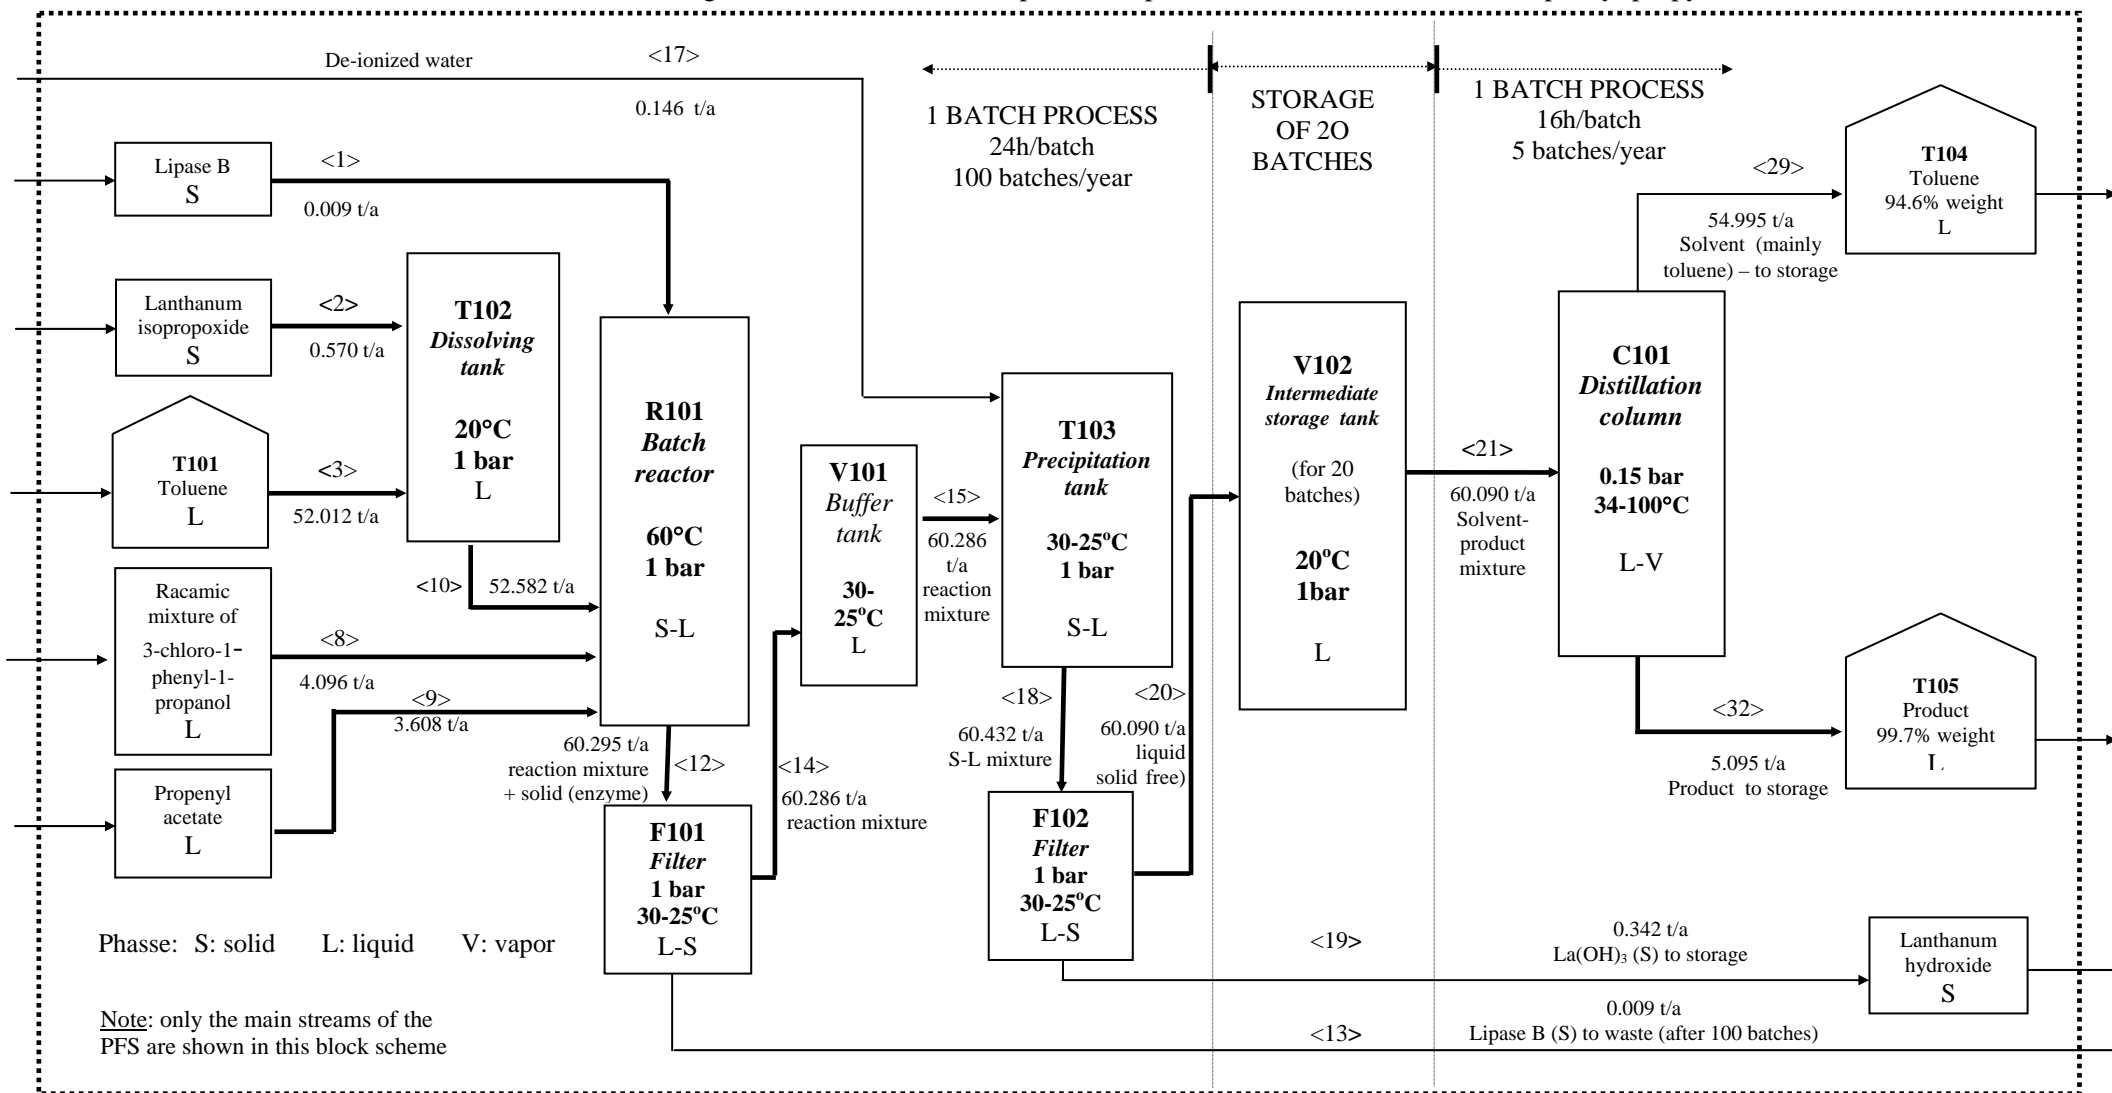 De-ionized water
<17>
0.146 t/a
1 BATCH PROCESS
24h/batch
100 batches/year
STORAGE
OF 2O
BATCHES
1 BATCH PROCESS
16h/batch
5 batches/year
Lipase B
S
<1>
0.009 t/a
Lanthanum
isopropoxide
S
<2>
0.570 t/a
T101
Toluene
L
<3>
52.012 t/a
T102
Dissolving
tank
20°C
1 bar
L
<10>
52.582 t/a
Racamic
mixture of
3-chloro-1-
phenyl-1-
propanol
L
<8>
4.096 t/a
<9>
3.608 t/a
Propenyl
acetate
L
R101
Batch
reactor
60°C
1 bar
S-L
60.295 t/a
reaction mixture
+ solid (enzyme)
<12>
F101
Filter
1 bar
30-25°C
L-S
<14>
60.286 t/a
reaction mixture
V101
Buffer
tank
30-
25°C
L
<15>
60.286
t/a
reaction
mixture
T103
Precipitation
tank
30-25°C
1 bar
S-L
<18>
60.432 t/a
S-L mixture
F102
Filter
1 bar
30-25°C
L-S
<20>
60.090 t/a
liquid
solid free)
V102
Intermediate
storage tank
(for 20
batches)
20°C
1bar
L
<21>
60.090 t/a
Solvent-
product
mixture
C101
Distillation
column
0.15 bar
34-100°C
L-V
<29>
54.995 t/a
Solvent (mainly
toluene) – to storage
T104
Toluene
94.6% weight
L
<32>
5.095 t/a
Product to storage
T105
Product
99.7% weight
<19>
0.342 t/a
La(OH)₃ (S) to storage
Lanthanum
hydroxide
S
<13>
0.009 t/a
Lipase B (S) to waste (after 100 batches)
Phasse: S: solid L: liquid V: vapor
Note: only the main streams of the
PFS are shown in this block scheme